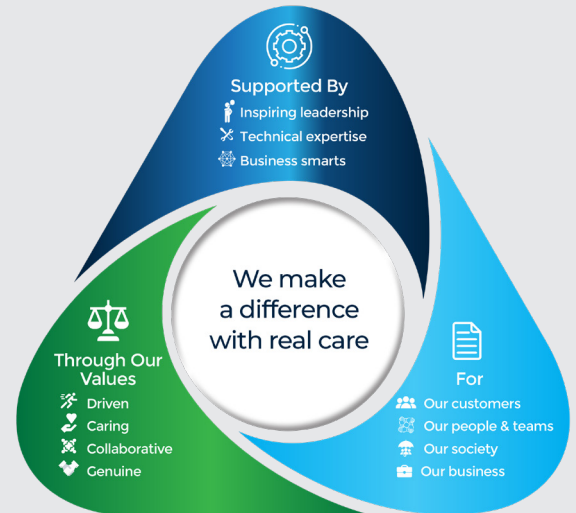 Supported By
Inspiring leadership
Technical expertise
Business smarts
We make
a difference
with real care
Through Our
Values
Driven
Caring
Collaborative
Genuine
For
Our customers
Our people & teams
Our society
Our business